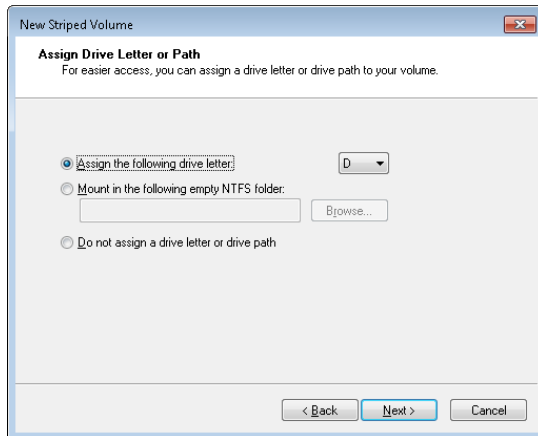 New Striped Volume
Assign Drive Letter or Path
For easier access, you can assign a drive letter or drive path to your volume.
Assign the following drive letter: D
Mount in the following empty NTFS folder:
Browse...
Do not assign a drive letter or drive path
< Back Next > Cancel